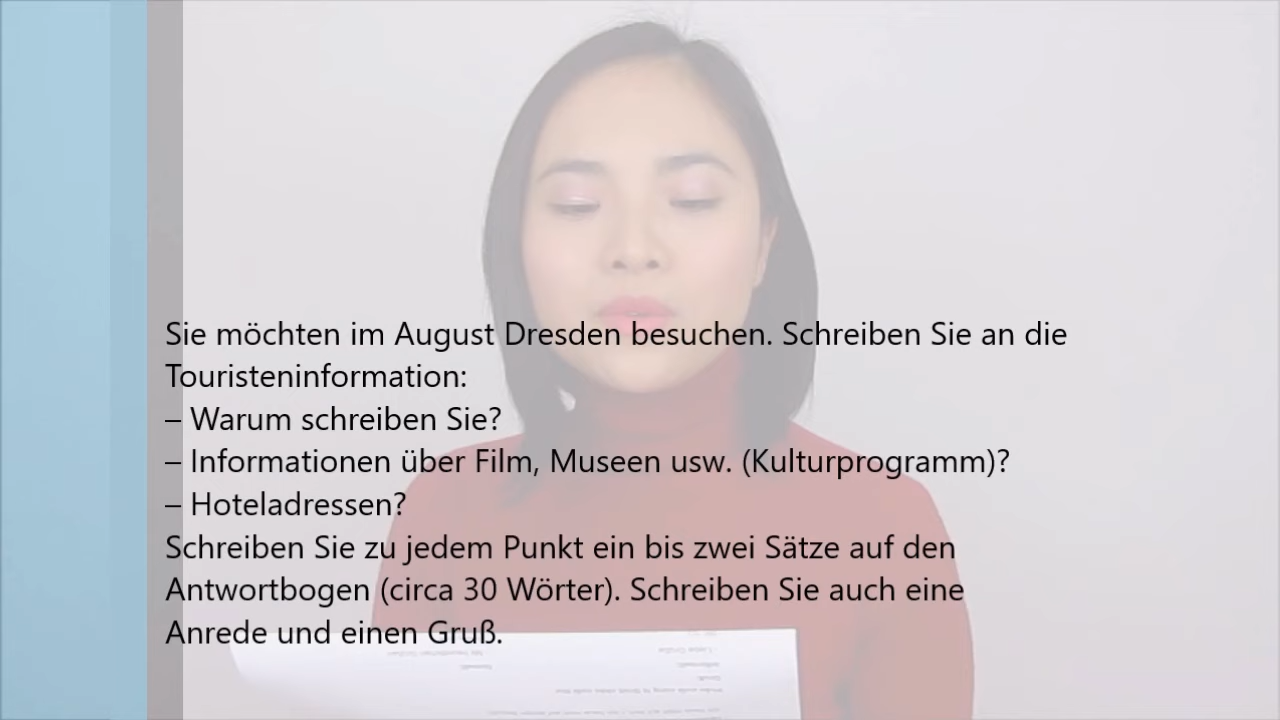 Sie möchten im August Dresden besuchen. Schreiben Sie an die
Touristeninformation:
– Warum schreiben Sie?
– Informationen über Film, Museen usw. (Kulturprogramm)?
– Hoteladressen?
Schreiben Sie zu jedem Punkt ein bis zwei Sätze auf den
Antwortbogen (circa 30 Wörter). Schreiben Sie auch eine
Anrede und einen Gruß.